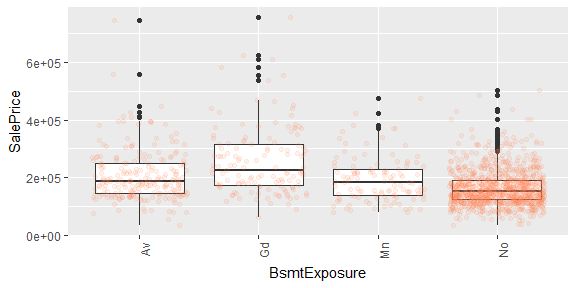 SalePrice
6e+05
4e+05
2e+05
0e+00
Av
Gd
Mn
No
BsmtExposure